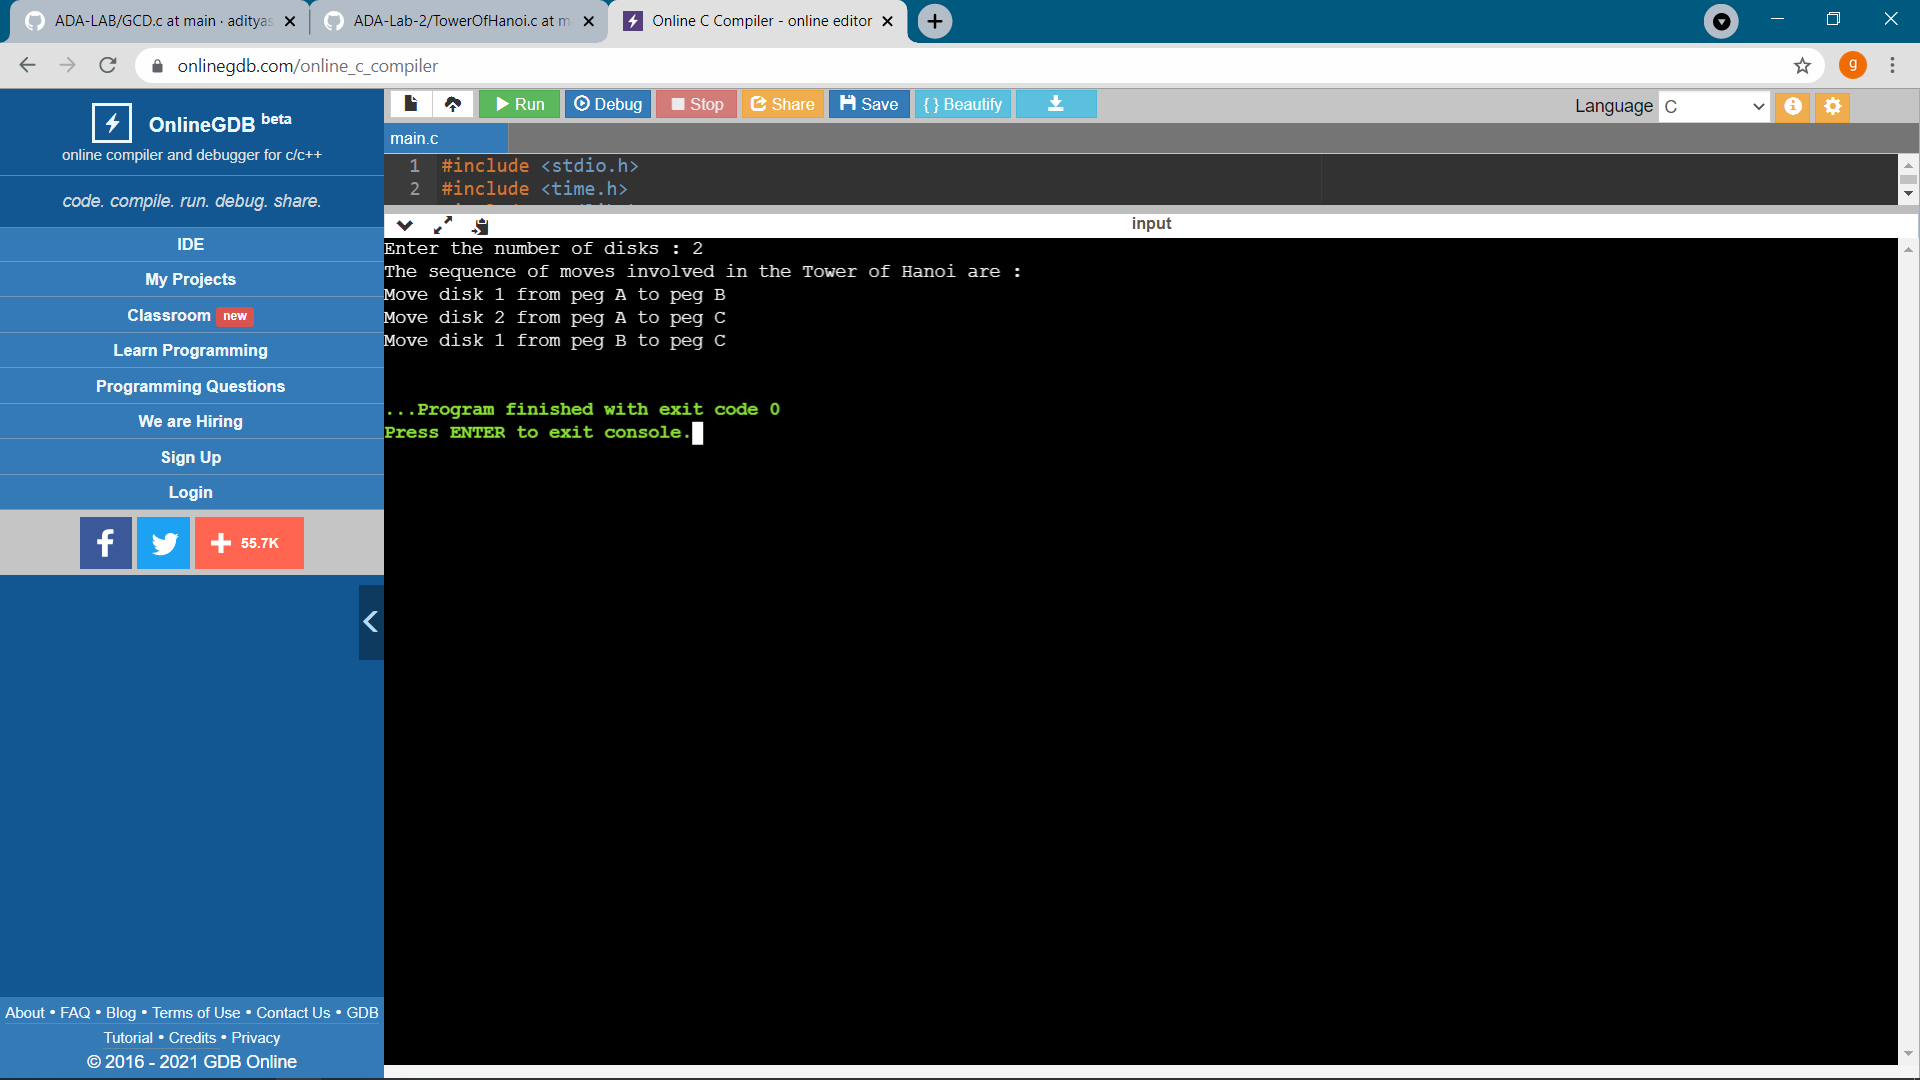 ADA-LAB/GCD.c at main · adityas
ADA-Lab-2/TowerOfHanoi.c at m
Online C Compiler - online editor
onlinegdb.com/online_c_compiler
g
OnlineGDB beta
online compiler and debugger for c/c++
code. compile. run. debug. share.
IDE
My Projects
Classroom new
Learn Programming
Programming Questions
We are Hiring
Sign Up
Login
55.7K
About • FAQ • Blog • Terms of Use • Contact Us • GDB
Tutorial • Credits • Privacy
© 2016 - 2021 GDB Online
Run Debug Stop Share Save { } Beautify
Language C
main.c
1 #include <stdio.h>
2 #include <time.h>
input
Enter the number of disks : 2
The sequence of moves involved in the Tower of Hanoi are :
Move disk 1 from peg A to peg B
Move disk 2 from peg A to peg C
Move disk 1 from peg B to peg C
...Program finished with exit code 0
Press ENTER to exit console.